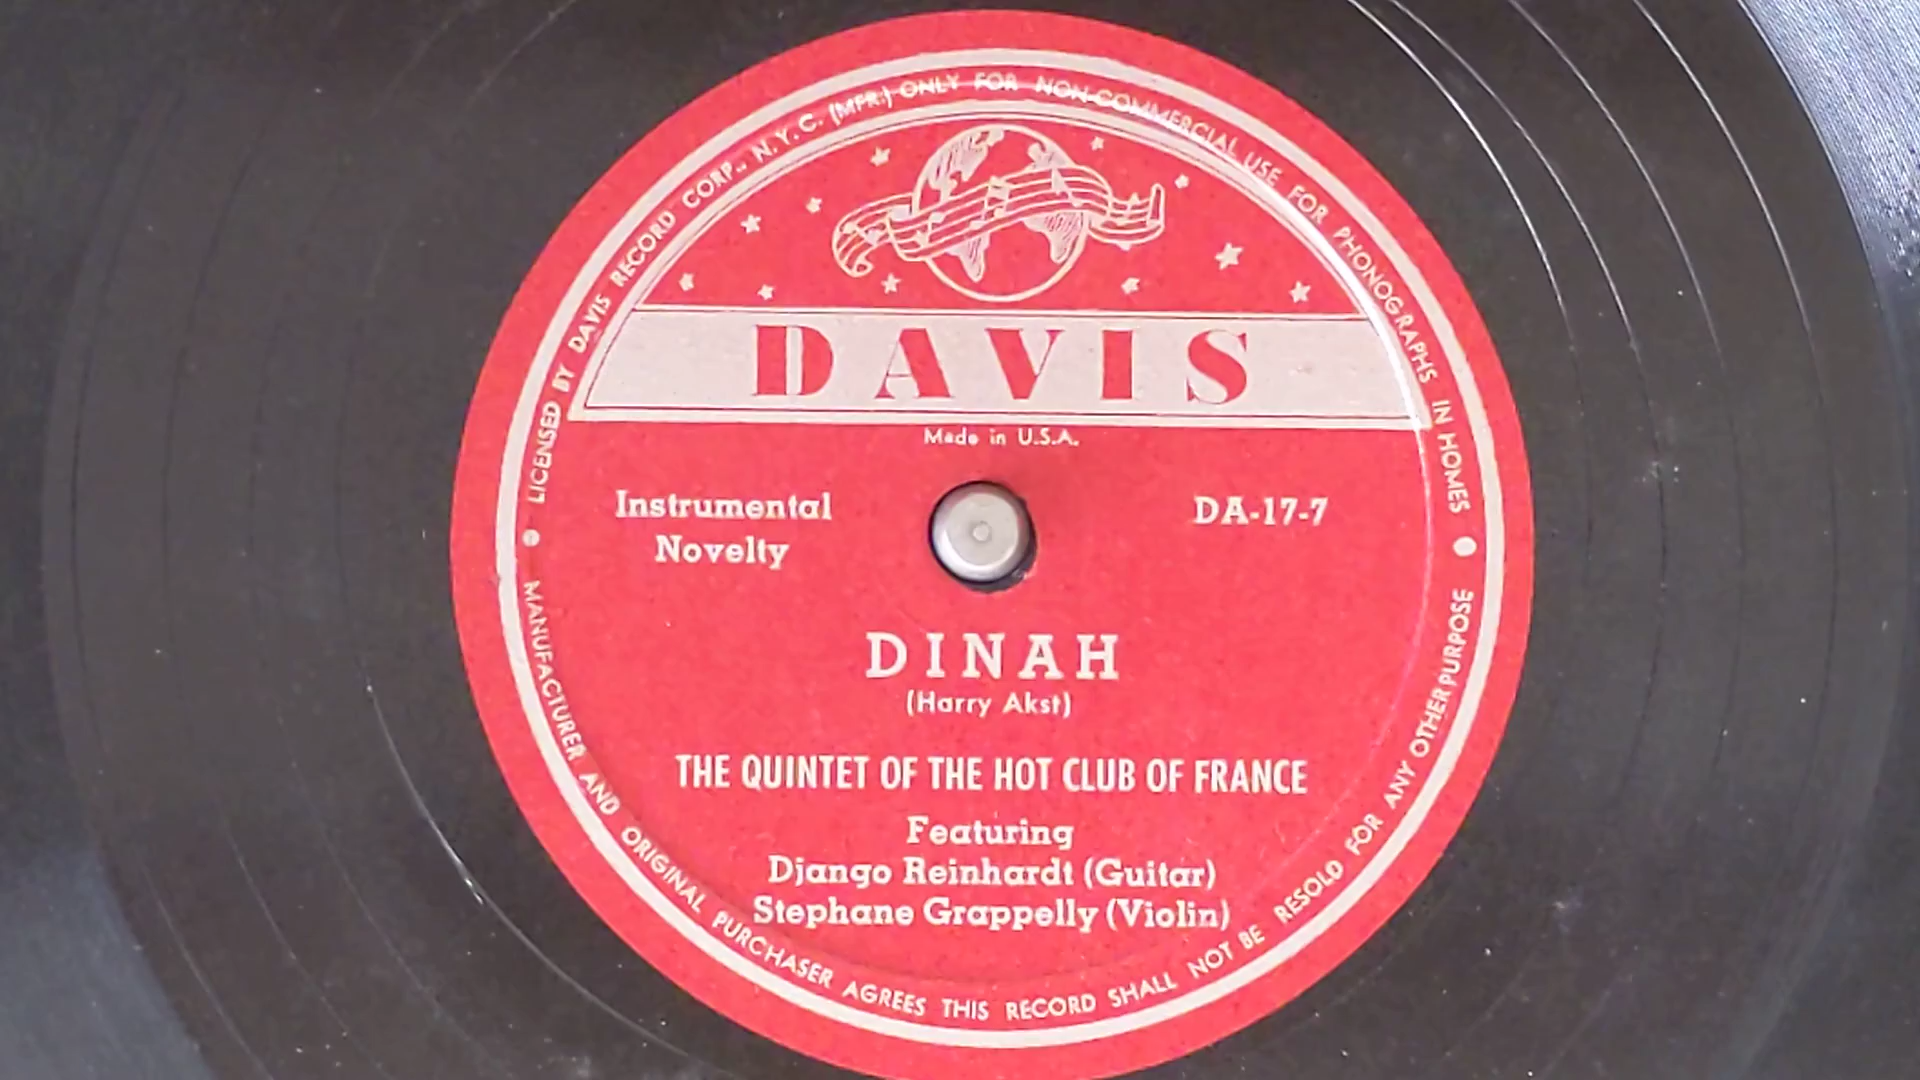 LICENSED BY DAVIS RECORD CORP., N.Y.C. (MFR.) ONLY FOR NON-COMMERCIAL USE FOR PHONOGRAPHS IN HOMES
DAVIS
Made in U.S.A.
Instrumental
Novelty
DA-17-7
DINAH
(Harry Akst)
THE QUINTET OF THE HOT CLUB OF FRANCE
Featuring
Django Reinhardt (Guitar)
Stephane Grappelly (Violin)
MANUFACTURER AND ORIGINAL PURCHASER AGREES THIS RECORD SHALL NOT BE RESOLD FOR ANY OTHER PURPOSE